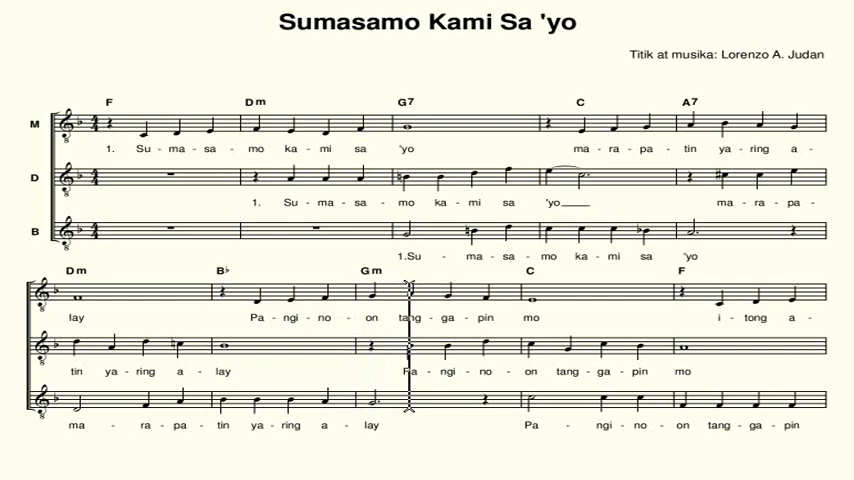 Sumasamo Kami Sa 'yo
Titik at musika: Lorenzo A. Judan
F Dm G7 C A7
M
1. Su - ma - sa - mo ka - mi sa 'yo ma - ra - pa - tin ya - ring a -
D
1. Su - ma - sa - mo ka - mi sa 'yo ma - ra - pa -
B
1.Su - ma - sa - mo ka - mi sa 'yo
Dm B♭ Gm C F
lay Pa - ngi - no - on tang - ga - pin mo i - tong a -
tin ya - ring a - lay Pa - ngi - no - on tang - ga - pin mo
ma - ra - pa - tin ya - ring a - lay Pa - ngi - no - on tang - ga - pin